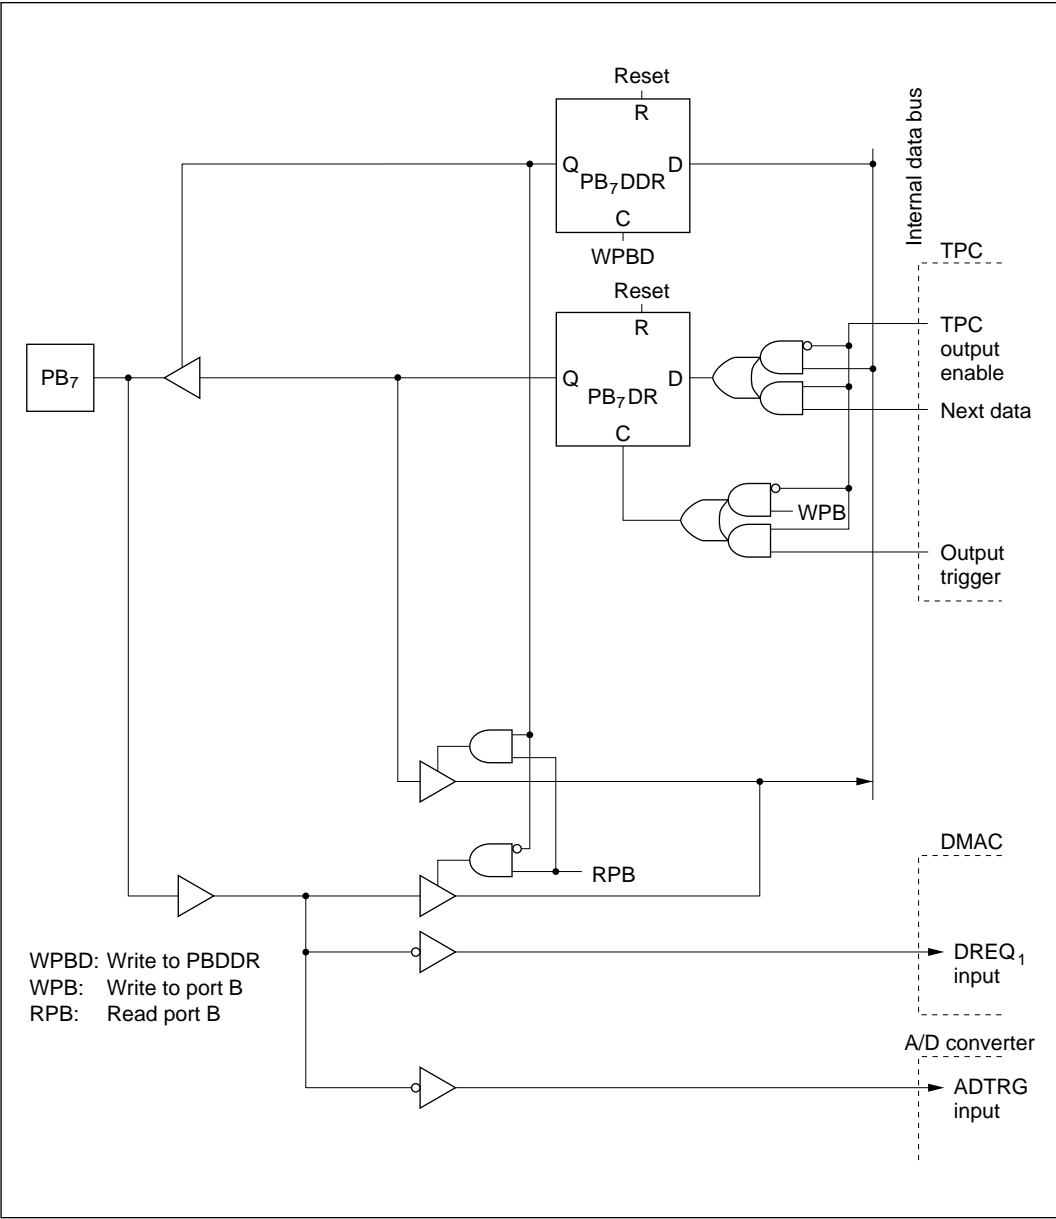 Reset
R
Internal data bus
Q
D
PB7DDR
C
WPBD
TPC
Reset
R
TPC
output
enable
PB7
Q
D
PB7DR
C
Next data
WPB
Output
trigger
DMAC
RPB
WPBD: Write to PBDDR
WPB: Write to port B
RPB: Read port B
DREQ1
input
A/D converter
ADTRG
input